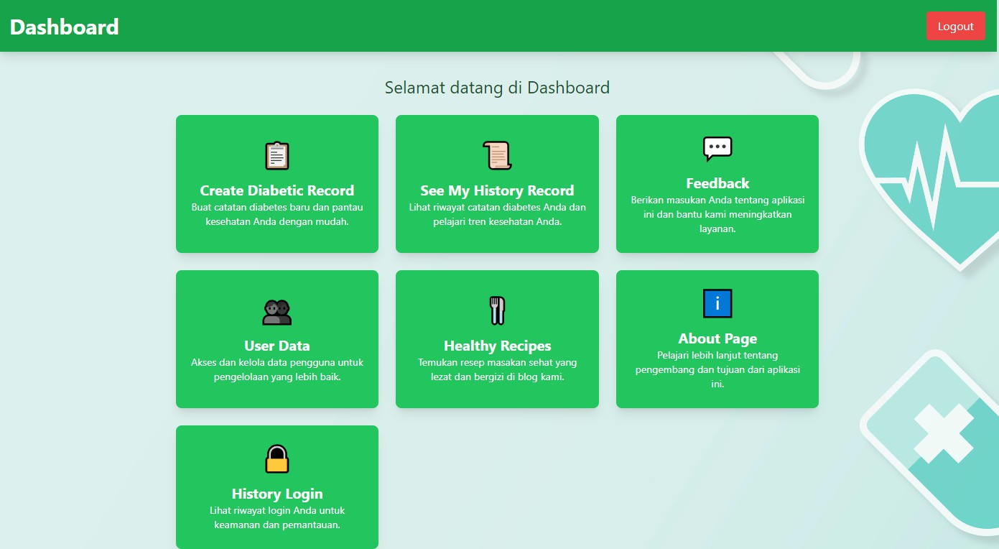 Dashboard
Logout
Selamat datang di Dashboard
Create Diabetic Record
Buat catatan diabetes baru dan pantau
kesehatan Anda dengan mudah.
See My History Record
Lihat riwayat catatan diabetes Anda dan
pelajari tren kesehatan Anda.
Feedback
Berikan masukan Anda tentang aplikasi
ini dan bantu kami meningkatkan
layanan.
User Data
Akses dan kelola data pengguna untuk
pengelolaan yang lebih baik.
Healthy Recipes
Temukan resep masakan sehat yang
lezat dan bergizi di blog kami.
i
About Page
Pelajari lebih lanjut tentang
pengembang dan tujuan dari aplikasi
ini.
History Login
Lihat riwayat login Anda untuk
keamanan dan pemantauan.